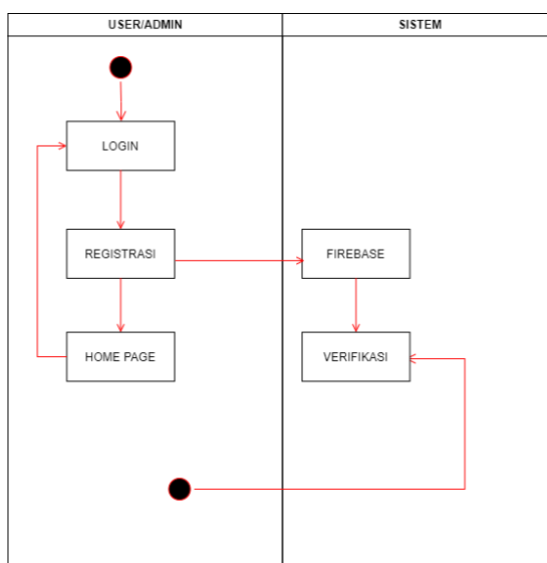 USER/ADMIN
SISTEM
LOGIN
REGISTRASI
FIREBASE
HOME PAGE
VERIFIKASI